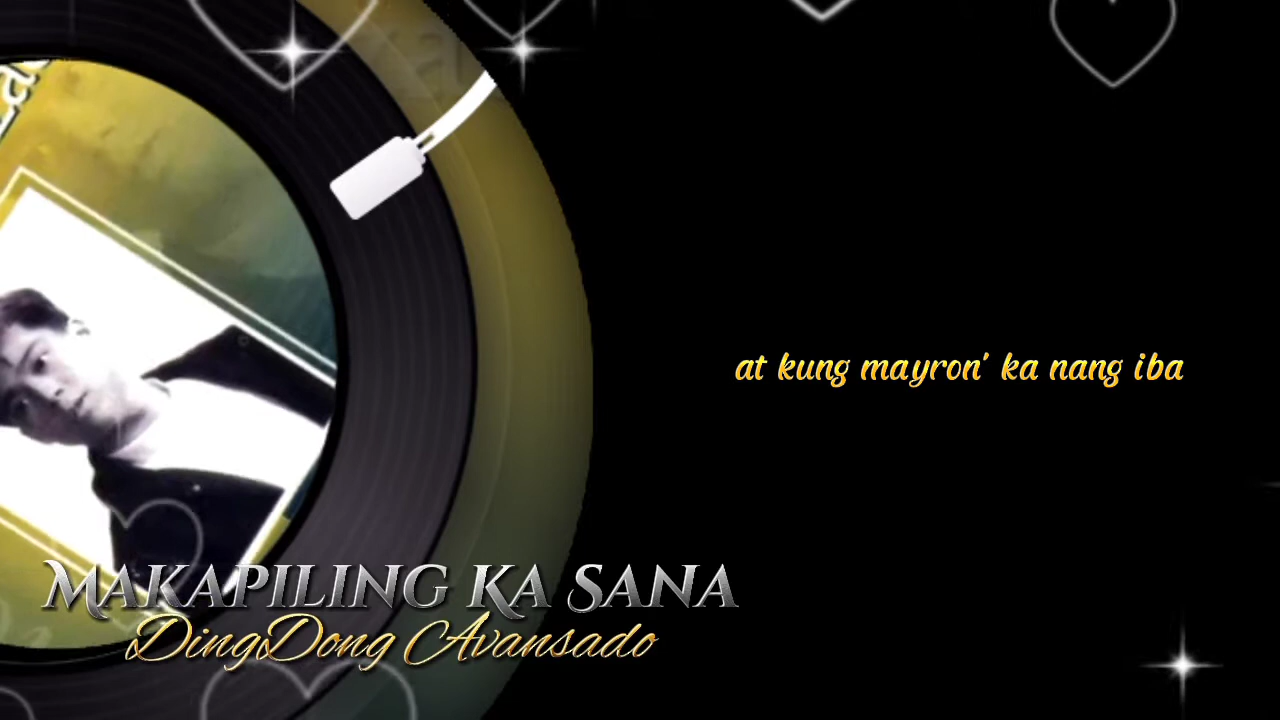 at kung mayron' ka nang iba
Makapiling Ka Sana
DingDong Avansado